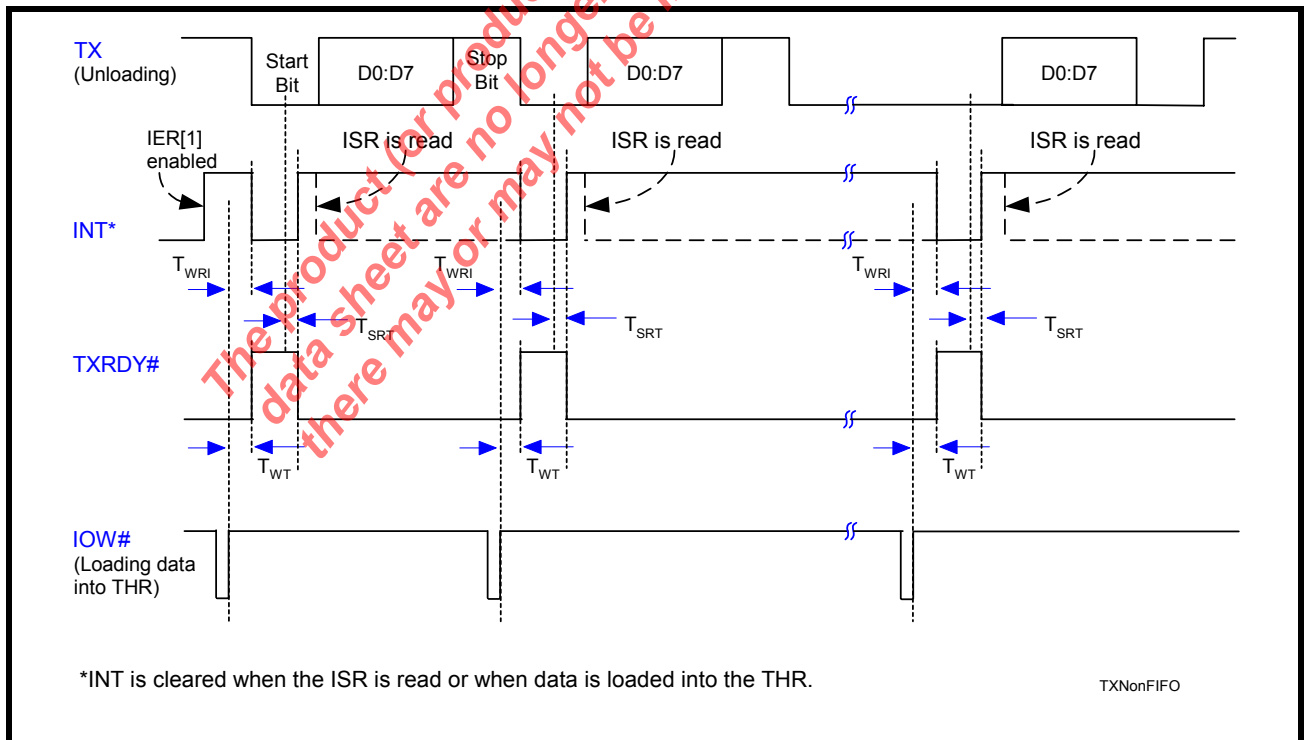 TX
(Unloading)
Start
Bit
D0:D7
Stop
Bit
D0:D7
D0:D7
IER[1]
enabled
ISR is read
ISR is read
ISR is read
INT*
TWRI
TWRI
TWRI
TSRT
TSRT
TSRT
TXRDY#
TWT
TWT
TWT
IOW#
(Loading data
into THR)
*INT is cleared when the ISR is read or when data is loaded into the THR.
TXNonFIFO
The product (or produc
data sheet are no longe
there may or may not be